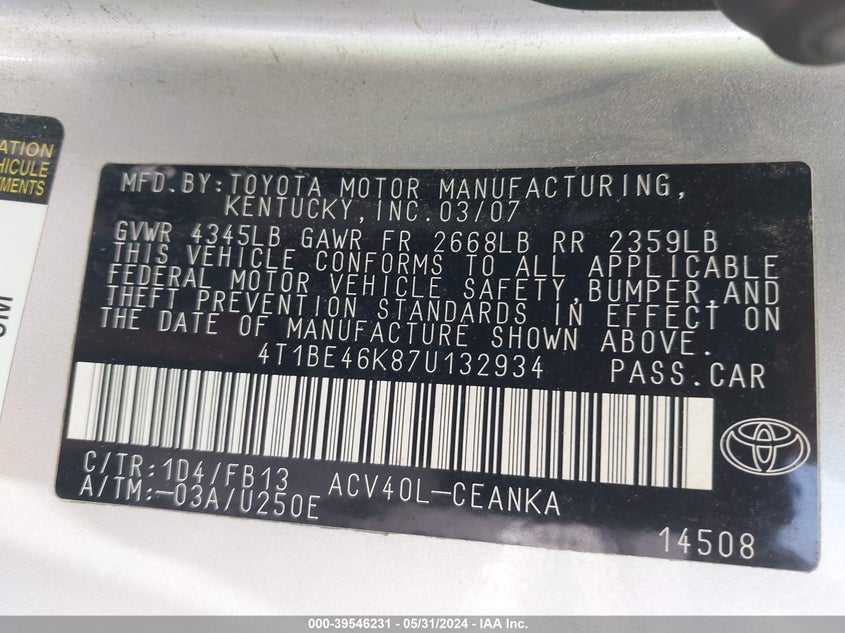 ATION
HICULE
MENTS
MFD.BY:TOYOTA MOTOR MANUFACTURING,
KENTUCKY,INC.03/07
GVWR 4345LB GAWR FR 2668LB RR 2359LB
THIS VEHICLE CONFORMS TO ALL APPLICABLE
FEDERAL MOTOR VEHICLE SAFETY,BUMPER,AND
THEFT PREVENTION STANDARDS IN EFFECT ON
THE DATE OF MANUFACTURE SHOWN ABOVE.
4T1BE46K87U132934 PASS.CAR
C/TR:1D4/FB13 ACV40L-CEANKA
A/TM:-03A/U250E
14508
000-39546231 - 05/31/2024 - IAA Inc.